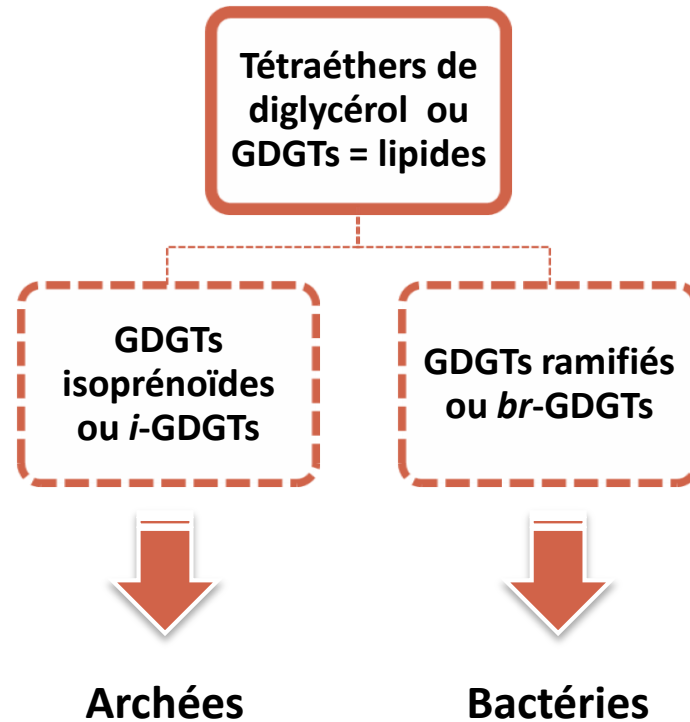 Tétraéthers de
diglycérol ou
GDGTs = lipides
GDGTs
isoprénoïdes
ou i-GDGTs
GDGTs ramifiés
ou br-GDGTs
Archées
Bactéries